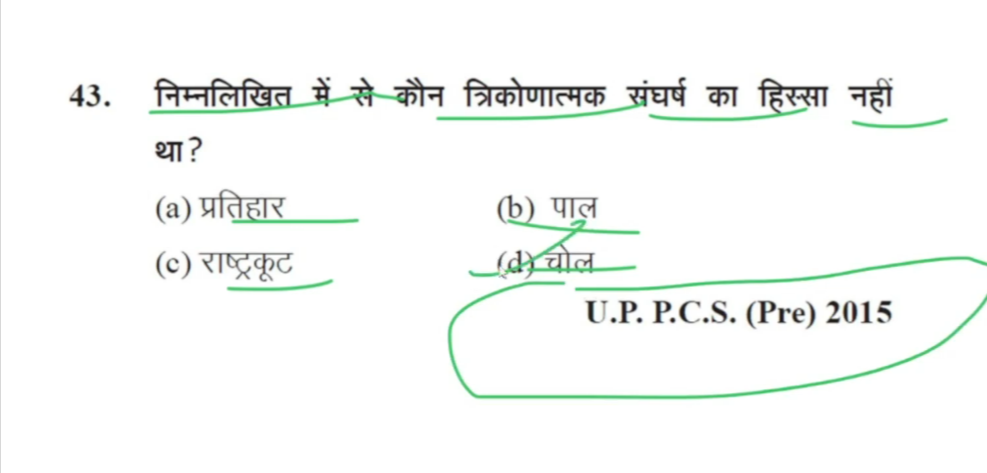 43. निम्नलिखित में से कौन त्रिकोणात्मक संघर्ष का हिस्सा नहीं
था?
(a) प्रतिहार (b) पाल
(c) राष्ट्रकूट (d) चोल
U.P. P.C.S. (Pre) 2015